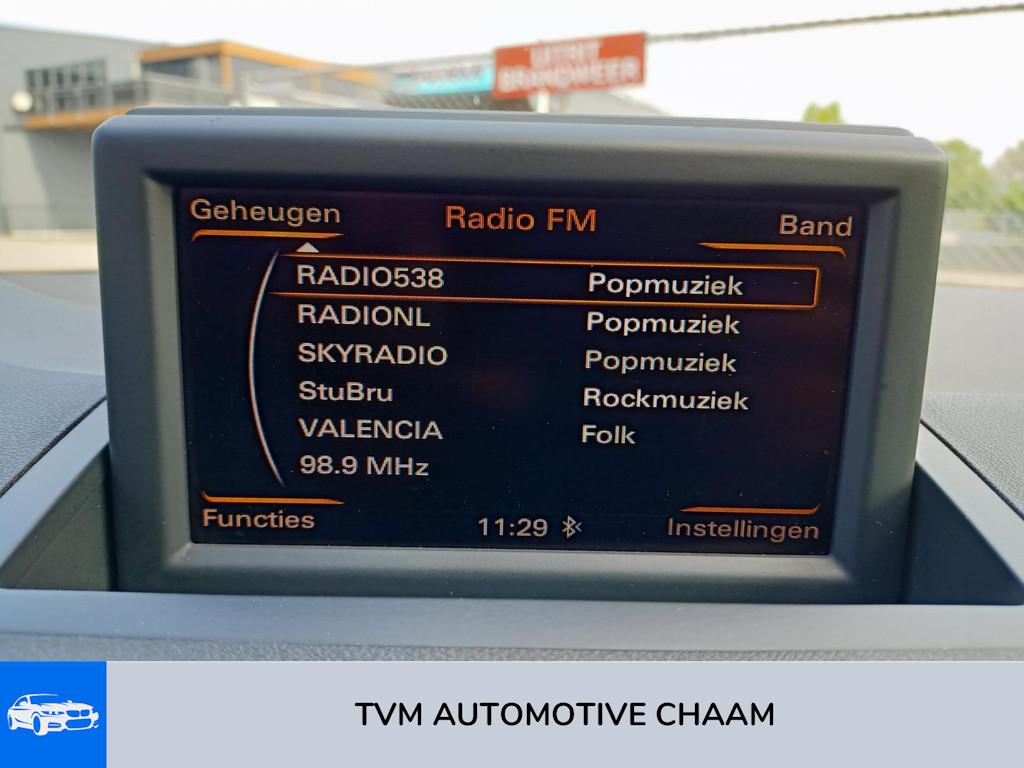 UITRIT
BRANDWEER
Geheugen Radio FM Band
RADIO538 Popmuziek
RADIONL Popmuziek
SKYRADIO Popmuziek
StuBru Rockmuziek
VALENCIA Folk
98.9 MHz
Functies 11:29 Instellingen
TVM AUTOMOTIVE CHAAM